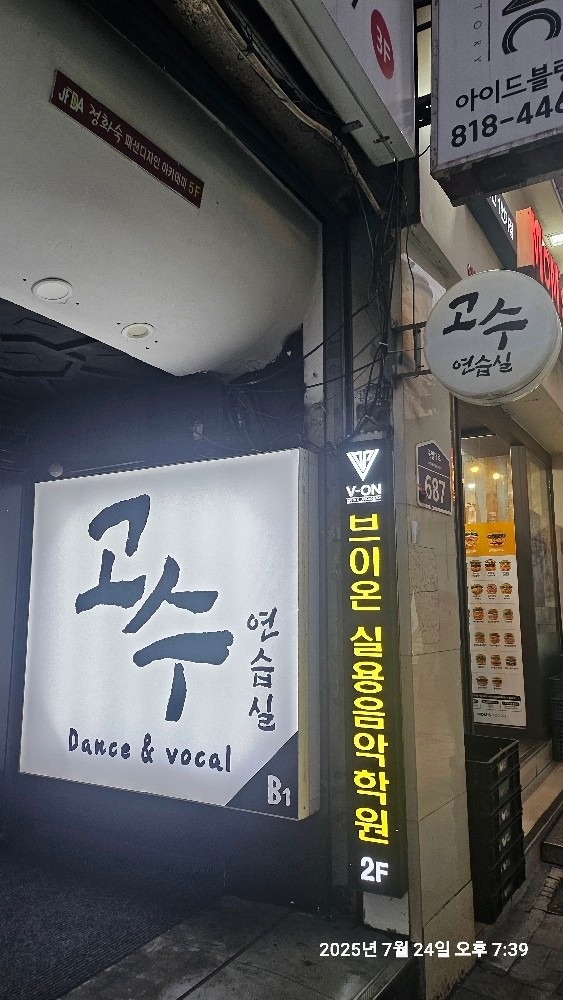 3F
JFDA 정화숙 패션디자인 아카데미 5F
아이드블링
818-446
고수
연습실
687
V-ON
브이온 실용음악학원
2F
고수
연습실
Dance & vocal
B1
2025년 7월 24일 오후 7:39